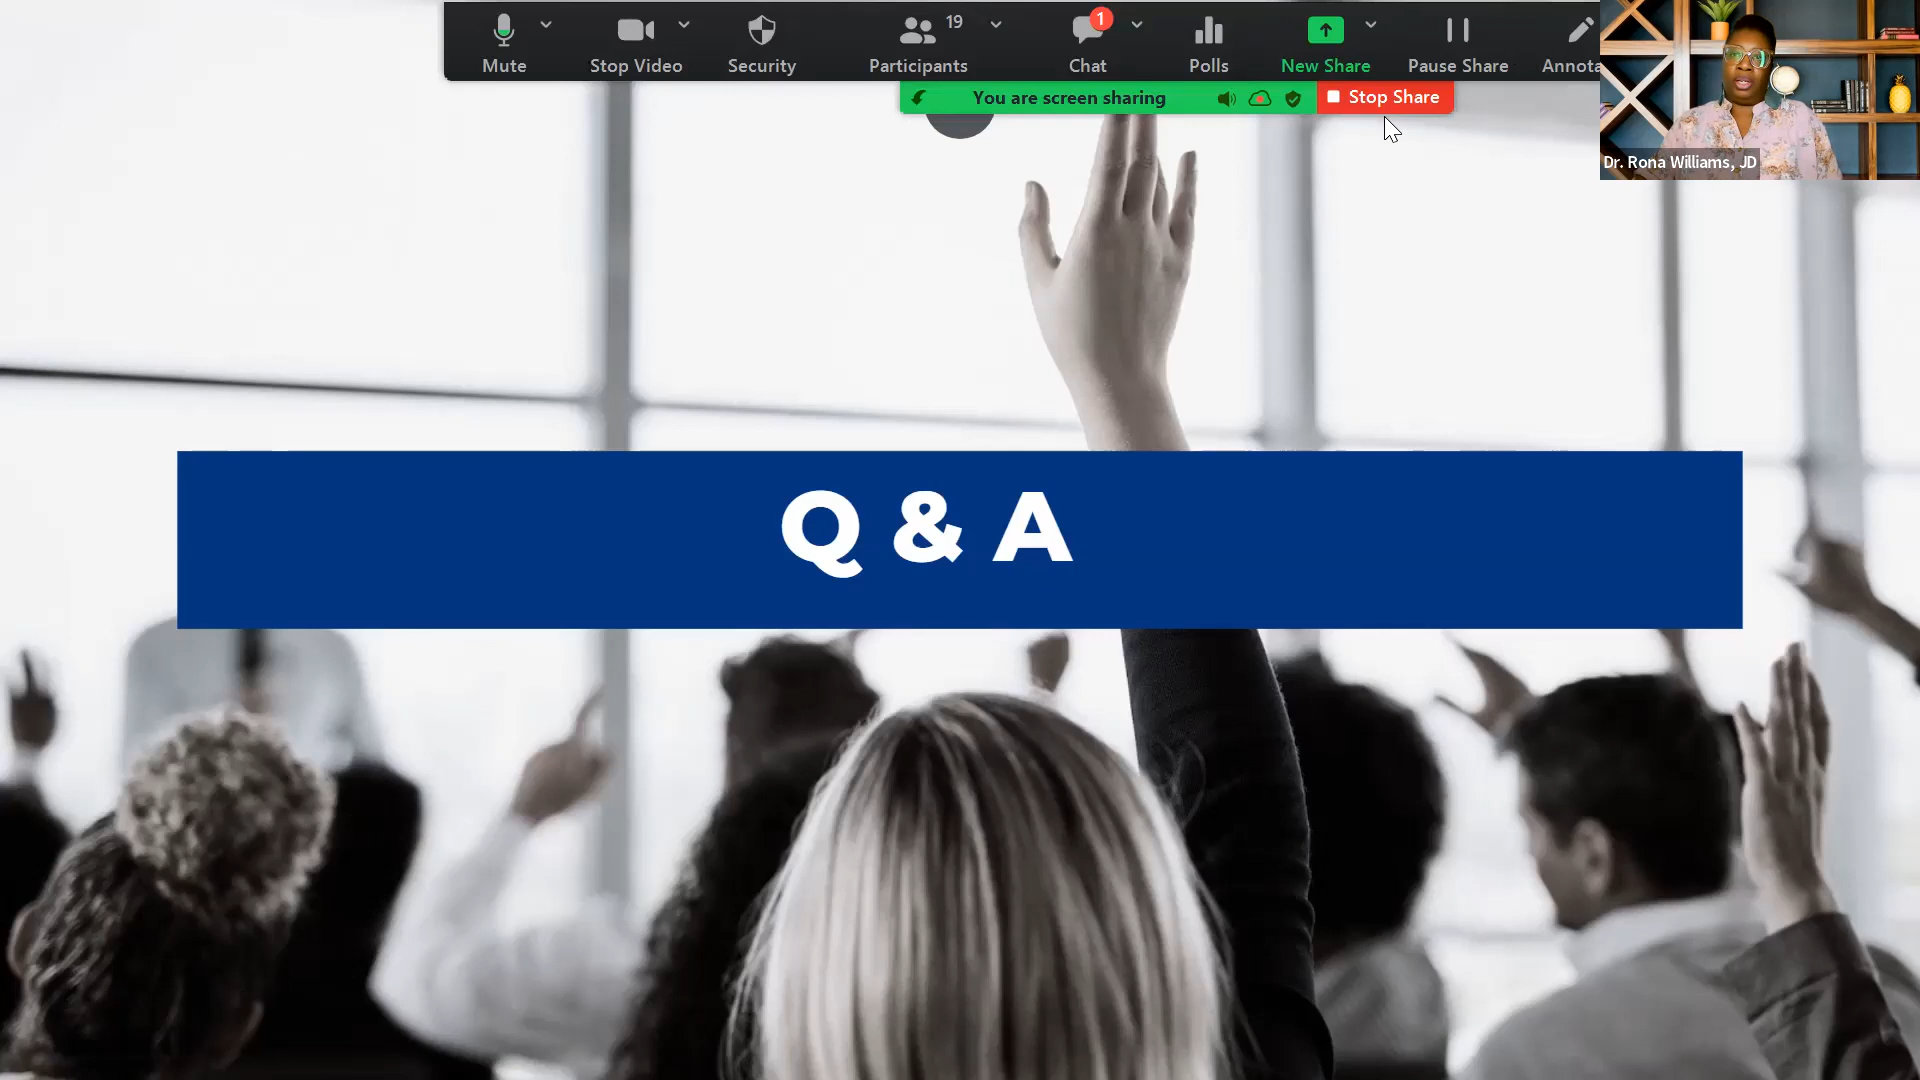 19
1
Mute
Stop Video
Security
Participants
Chat
Polls
New Share
Pause Share
Annota
You are screen sharing
Stop Share
Dr. Rona Williams, JD
Q & A